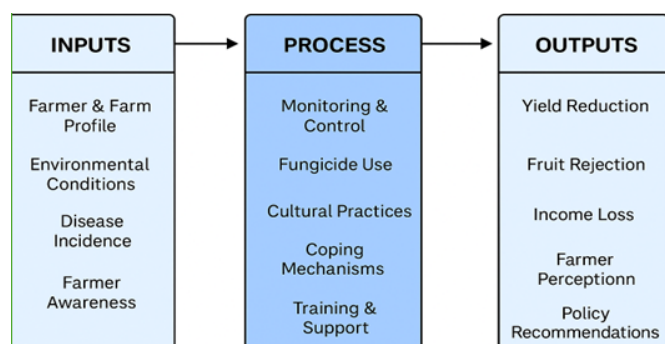 INPUTS
Farmer & Farm
Profile
Environmental
Conditions
Disease
Incidence
Farmer
Awareness
PROCESS
Monitoring &
Control
Fungicide Use
Cultural Practices
Coping
Mechanisms
Training &
Support
OUTPUTS
Yield Reduction
Fruit Rejection
Income Loss
Farmer
Perceptionn
Policy
Recommendations